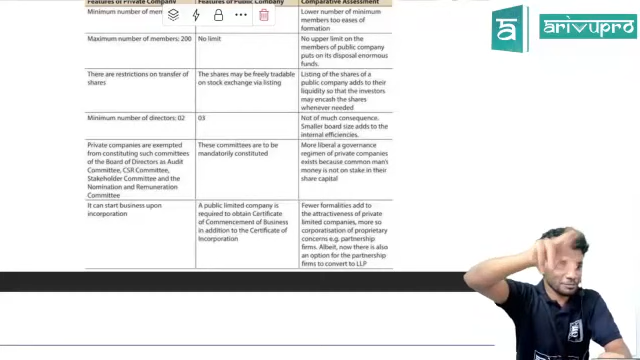 Features of Private Company
Features of Public Company
Comparative Assessment
Minimum number of mem
Lower number of minimum
members too eases of
formation
Maximum number of members: 200
No limit
No upper limit on the
members of public company
puts on its disposal enormous
funds.
There are restrictions on transfer of
shares
The shares may be freely tradable
on stock exchange via listing
Listing of the shares of a
public company adds to their
liquidity so that the investors
may encash the shares
whenever needed
Minimum number of directors: 02
03
Not of much consequence.
Smaller board size adds to the
internal efficiencies.
Private companies are exempted
from constituting such committees
of the Board of Directors as Audit
Committee, CSR Committee,
Stakeholder Committee and the
Nomination and Remuneration
Committee
These committees are to be
mandatorily constituted
More liberal a governance
regimen of private companies
exists because common man's
money is not on stake in their
share capital
It can start business upon
incorporation
A public limited company is
required to obtain Certificate
of Commencement of Business
in addition to the Certificate of
Incorporation
Fewer formalities add to
the attractiveness of private
limited companies, more so
corporatisation of proprietary
concerns e.g. partnership
firms. Albeit, now there is also
an option for the partnership
firms to convert to LLP
arivupro